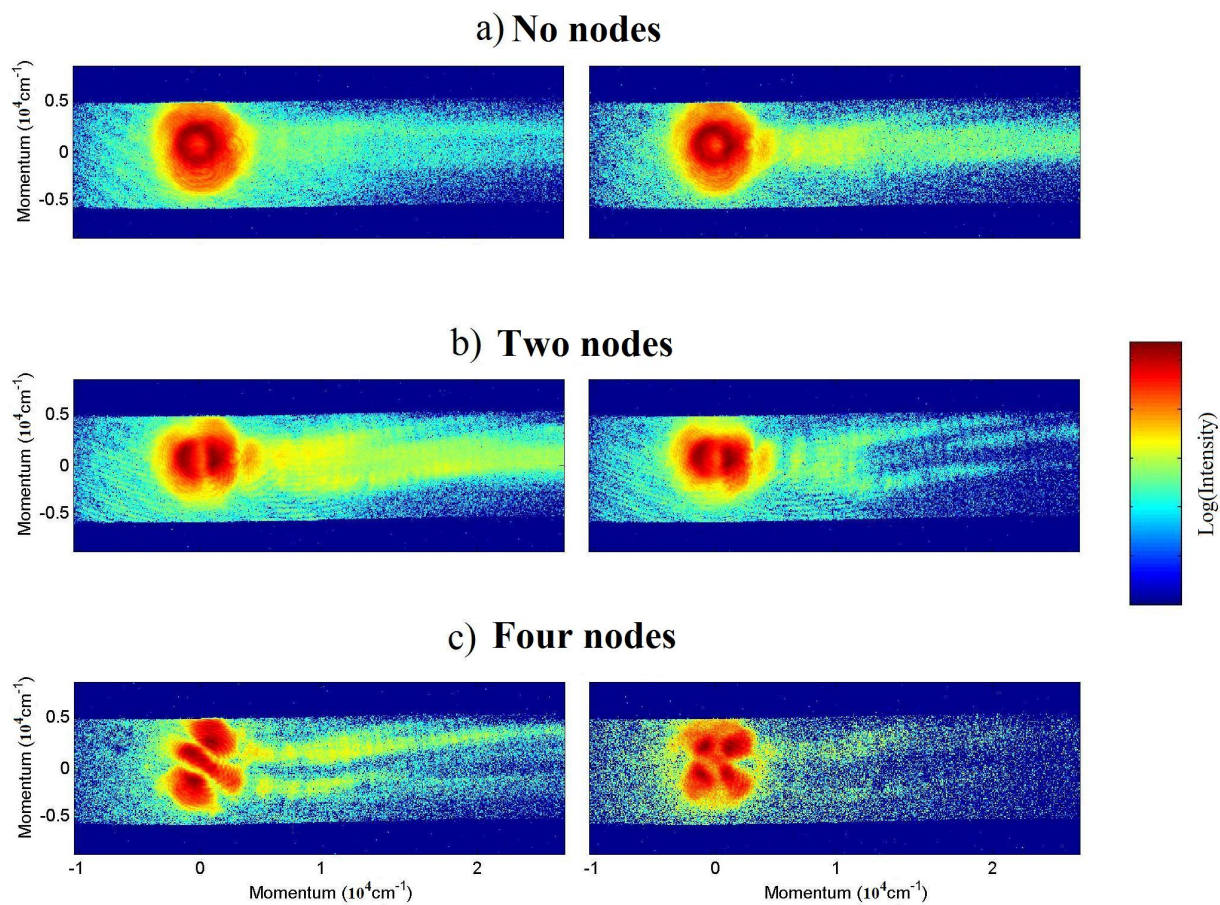 a) No nodes
Momentum (10⁴cm⁻¹)
0.5
0
-0.5
b) Two nodes
Momentum (10⁴cm⁻¹)
0.5
0
-0.5
Log(Intensity)
c) Four nodes
Momentum (10⁴cm⁻¹)
0.5
0
-0.5
-1 0 1 2 -1 0 1 2
Momentum (10⁴cm⁻¹) Momentum (10⁴cm⁻¹)